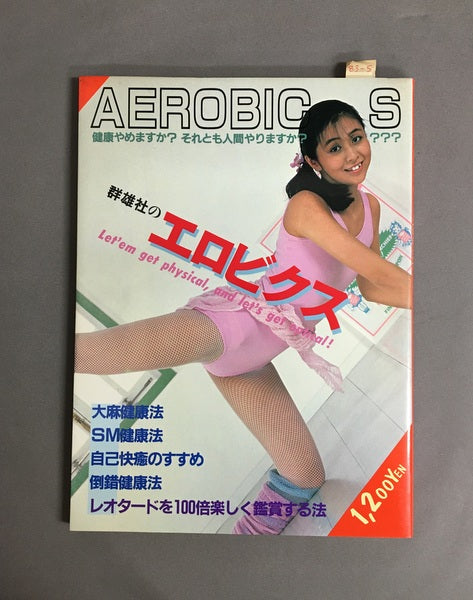 83-5
AEROBICS
健康やめますか? それとも人間やりますか????
群雄社の
エロビクス
Let'em get physical, and let's get
大麻健康法
SM健康法
自己快癒のすすめ
倒錯健康法
レオタードを100倍楽しく鑑賞する法
1,200YEN